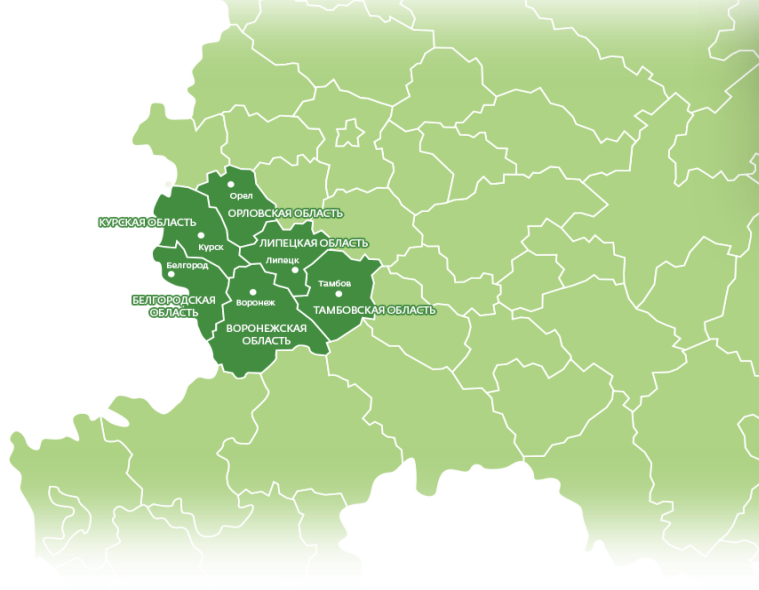 Орел
ОРЛОВСКАЯ ОБЛАСТЬ
КУРСКАЯ ОБЛАСТЬ
Курск
ЛИПЕЦКАЯ ОБЛАСТЬ
Липецк
Белгород
Тамбов
БЕЛГОРОДСКАЯ
ОБЛАСТЬ
Воронеж
ТАМБОВСКАЯ ОБЛАСТЬ
ВОРОНЕЖСКАЯ
ОБЛАСТЬ